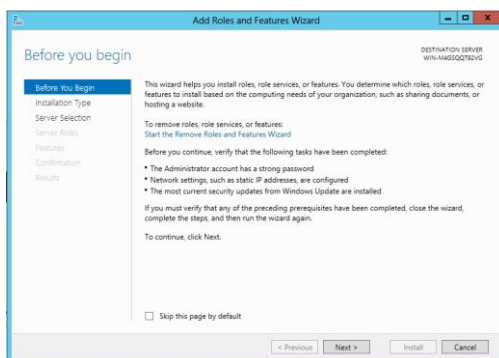 Add Roles and Features Wizard
Before you begin
DESTINATION SERVER
Before You Begin
Installation Type
Server Selection
Server Roles
Features
Confirmation
Results
This wizard helps you install roles, role services, or features. You determine which roles, role services, or
features to install based on the computing needs of your organization, such as sharing documents, or
hosting a website.
To remove roles, role services, or features:
Start the Remove Roles and Features Wizard
Before you continue, verify that the following tasks have been completed:
• The Administrator account has a strong password
• Network settings, such as static IP addresses, are configured
• The most current security updates from Windows Update are installed
If you must verify that any of the preceding prerequisites have been completed, close the wizard,
complete the steps, and then run the wizard again.
To continue, click Next.
Skip this page by default
< Previous
Next >
Install
Cancel